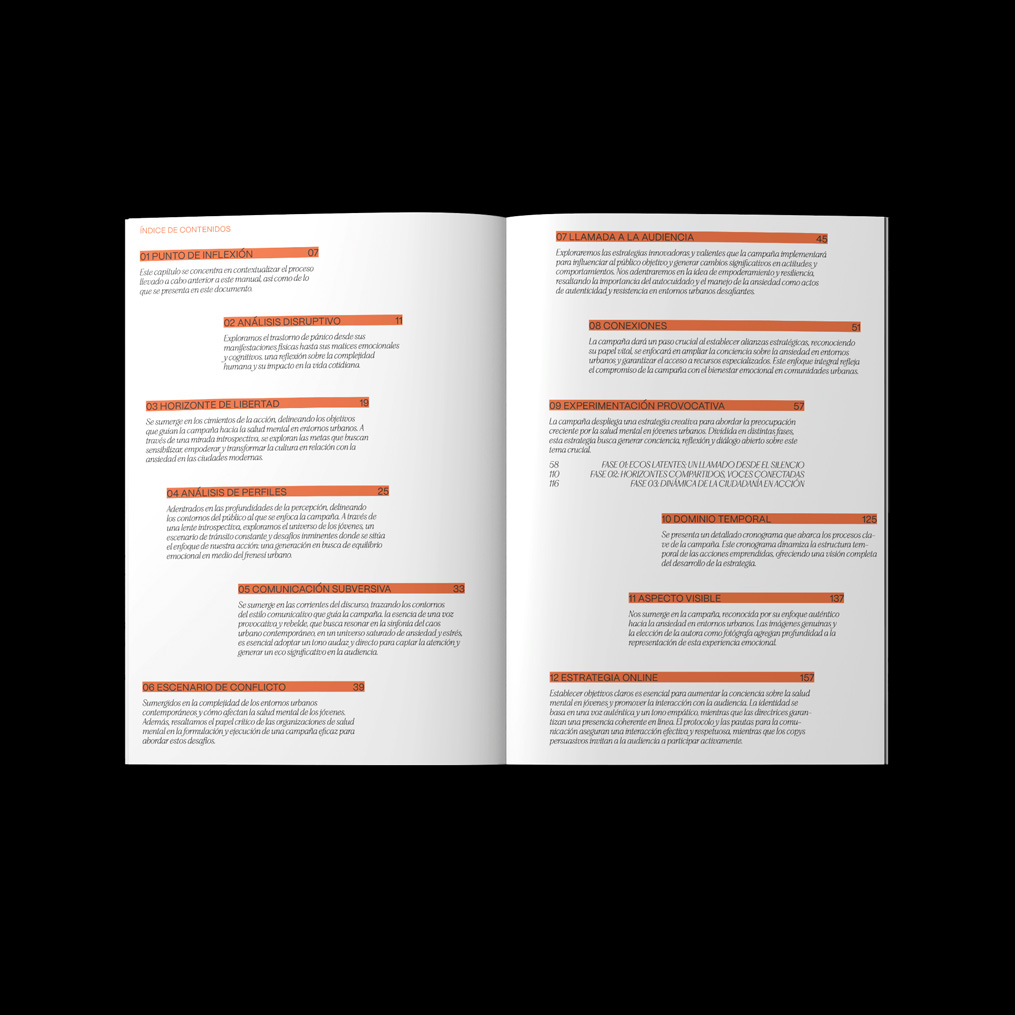 ÍNDICE DE CONTENIDOS
01 PUNTO DE INFLEXIÓN 07
Este capítulo se concentra en contextualizar el proceso
llevado a cabo anterior a este manual, así como de lo
que se presenta en este documento.
02 ANÁLISIS DISRUPTIVO 11
Exploramos el trastorno de pánico desde sus
manifestaciones físicas hasta sus matices emocionales
y cognitivos. una reflexión sobre la complejidad
humana y su impacto en la vida cotidiana.
03 HORIZONTE DE LIBERTAD 19
Se sumerge en los cimientos de la acción, delineando los objetivos
que guían la campaña hacia la salud mental en entornos urbanos. A
través de una mirada introspectiva, se exploran las metas que buscan
sensibilizar, empoderar y transformar la cultura en relación con la
ansiedad en las ciudades modernas.
04 ANÁLISIS DE PERFILES 25
Adentrados en las profundidades de la percepción, delineando
los contornos del público al que se enfoca la campaña. A través de
una lente introspectiva, exploramos el universo de los jóvenes, un
escenario de tránsito constante y desafíos inminentes donde se sitúa
el enfoque de nuestra acción; una generación en busca de equilibrio
emocional en medio del frenesí urbano.
05 COMUNICACIÓN SUBVERSIVA 33
Se sumerge en las corrientes del discurso, trazando los contornos
del estilo comunicativo que guía la campaña, la esencia de una voz
provocativa y rebelde, que busca resonar en la sinfonía del caos
urbano contemporáneo, en un universo saturado de ansiedad y estrés,
es esencial adoptar un tono audaz y directo para captar la atención y
generar un eco significativo en la audiencia.
06 ESCENARIO DE CONFLICTO 39
Sumergidos en la complejidad de los entornos urbanos
contemporáneos y cómo afectan la salud mental de los jóvenes.
Además, resaltamos el papel crítico de las organizaciones de salud
mental en la formulación y ejecución de una campaña eficaz para
abordar estos desafíos.
07 LLAMADA A LA AUDIENCIA 45
Exploraremos las estrategias innovadoras y valientes que la campaña implementará
para influenciar al público objetivo y generar cambios significativos en actitudes y
comportamientos. Nos adentraremos en la idea de empoderamiento y resiliencia,
resaltando la importancia del autocuidado y el manejo de la ansiedad como actos
de autenticidad y resistencia en entornos urbanos desafiantes.
08 CONEXIONES 51
La campaña dará un paso crucial al establecer alianzas estratégicas, reconociendo
su papel vital, se enfocará en ampliar la conciencia sobre la ansiedad en entornos
urbanos y garantizar el acceso a recursos especializados. Este enfoque integral refleja
el compromiso de la campaña con el bienestar emocional en comunidades urbanas.
09 EXPERIMENTACIÓN PROVOCATIVA 57
La campaña despliega una estrategia creativa para abordar la preocupación
creciente por la salud mental en jóvenes urbanos. Dividida en distintas fases,
esta estrategia busca generar conciencia, reflexión y diálogo abierto sobre este
tema crucial.
58 FASE 01: ECOS LATENTES; UN LLAMADO DESDE EL SILENCIO
110 FASE 02: HORIZONTES COMPARTIDOS, VOCES CONECTADAS
116 FASE 03: DINÁMICA DE LA CIUDADANÍA EN ACCIÓN
10 DOMINIO TEMPORAL 125
Se presenta un detallado cronograma que abarca los procesos cla-
ve de la campaña. Este cronograma dinamiza la estructura tem-
poral de las acciones emprendidas, ofreciendo una visión completa
del desarrollo de la estrategia.
11 ASPECTO VISIBLE 137
Nos sumerge en la campaña, reconocida por su enfoque auténtico
hacia la ansiedad en entornos urbanos. Las imágenes genuinas y
la elección de la autora como fotógrafa agregan profundidad a la
representación de esta experiencia emocional.
12 ESTRATEGIA ONLINE 157
Establecer objetivos claros es esencial para aumentar la conciencia sobre la salud
mental en jóvenes y promover la interacción con la audiencia. La identidad se
basa en una voz auténtica y un tono empático, mientras que las directrices garan-
tizan una presencia coherente en línea. El protocolo y las pautas para la comu-
nicación aseguran una interacción efectiva y respetuosa, mientras que los copys
persuasivos invitan a la audiencia a participar activamente.